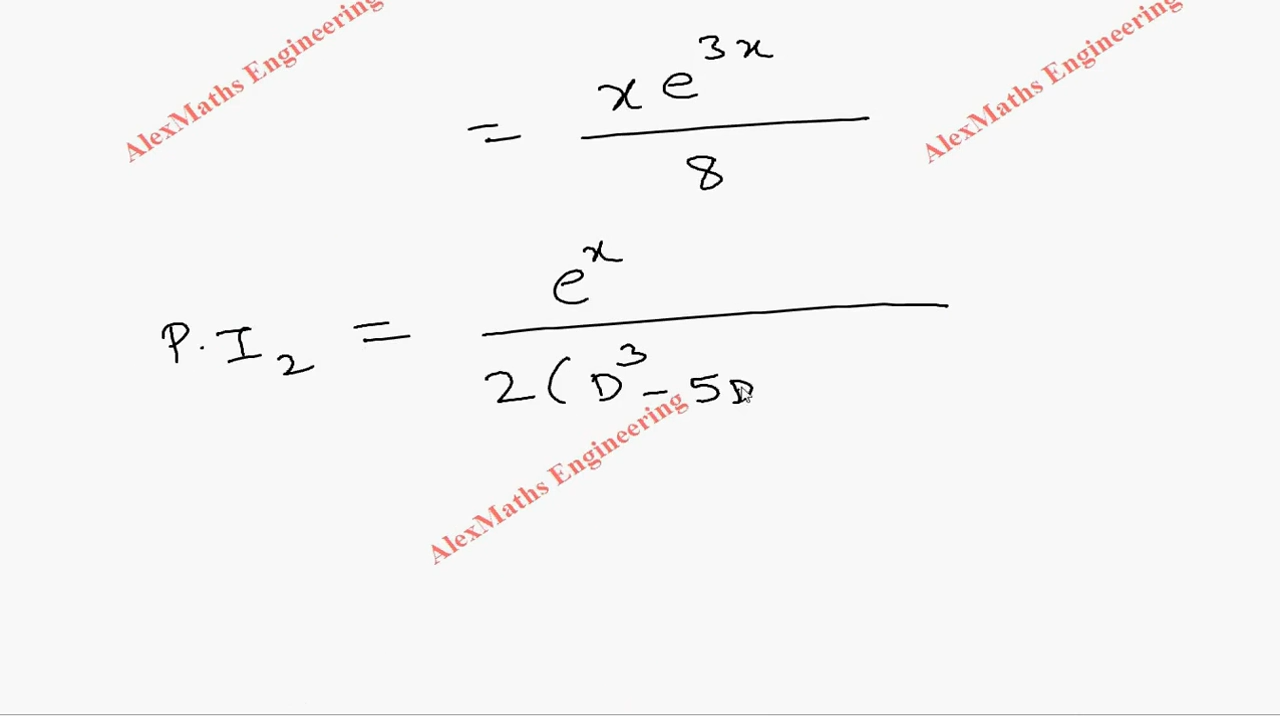 AlexMaths Engineering
AlexMaths Engineering
= x e^{3x} / 8
P.I_2 = e^x / 2(D^3 - 5D
AlexMaths Engineering